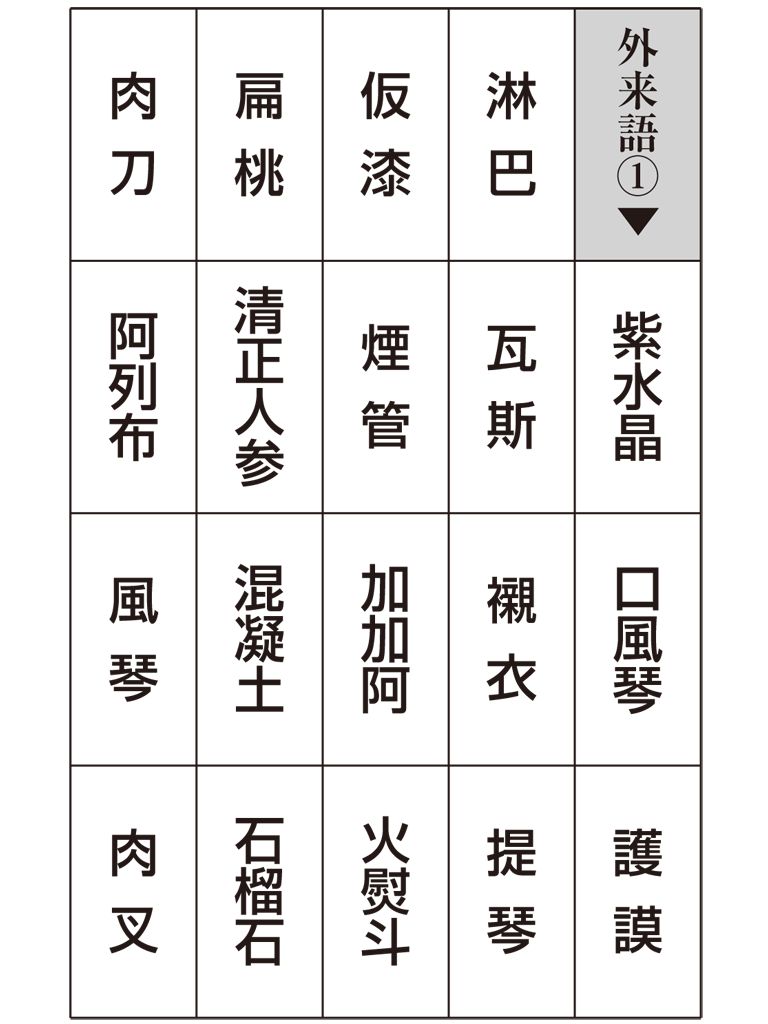 外来語①▼
紫水晶
口風琴
護謨
淋巴
瓦斯
襯衣
提琴
仮漆
煙管
加加阿
火熨斗
扁桃
清正人参
混凝土
石榴石
肉刀
阿列布
風琴
肉叉